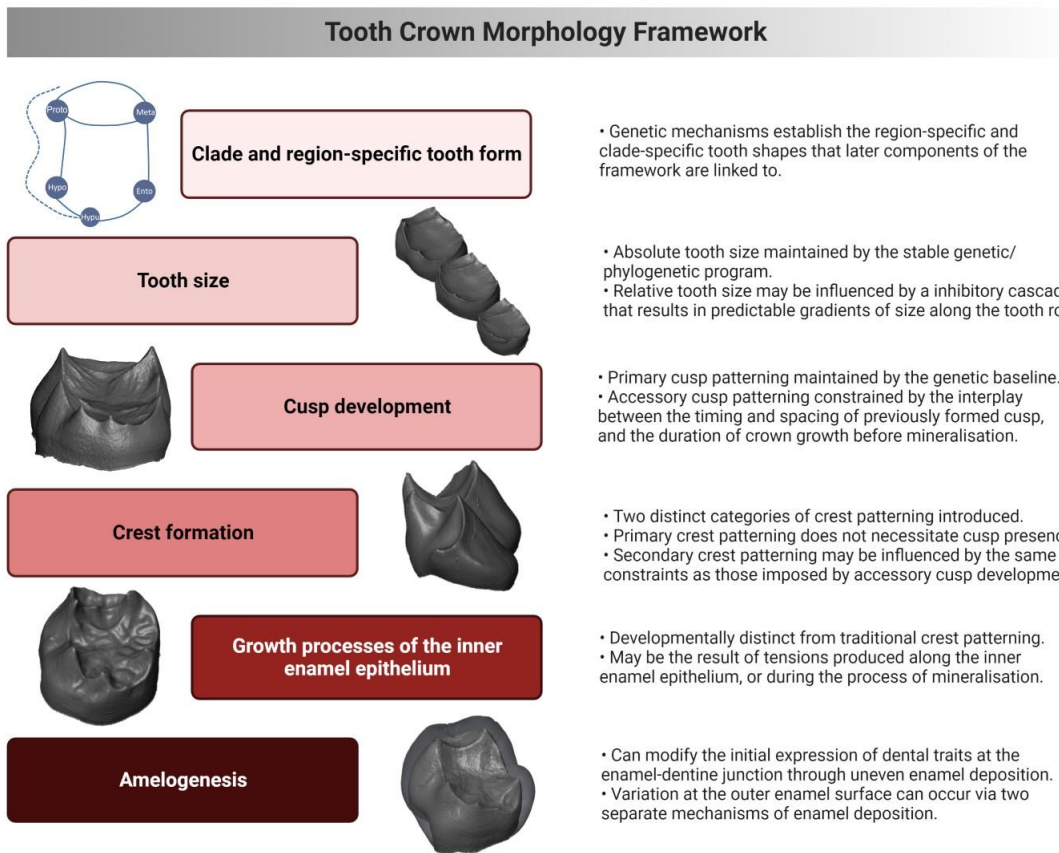 Tooth Crown Morphology Framework
Proto
Meta
Hypo
Ento
Hypu
Clade and region-specific tooth form
• Genetic mechanisms establish the region-specific and
clade-specific tooth shapes that later components of the
framework are linked to.
Tooth size
• Absolute tooth size maintained by the stable genetic/
phylogenetic program.
• Relative tooth size may be influenced by a inhibitory cascad
that results in predictable gradients of size along the tooth ro
Cusp development
• Primary cusp patterning maintained by the genetic baseline.
• Accessory cusp patterning constrained by the interplay
between the timing and spacing of previously formed cusp,
and the duration of crown growth before mineralisation.
Crest formation
• Two distinct categories of crest patterning introduced.
• Primary crest patterning does not necessitate cusp presenc
• Secondary crest patterning may be influenced by the same
constraints as those imposed by accessory cusp developme
Growth processes of the inner
enamel epithelium
• Developmentally distinct from traditional crest patterning.
• May be the result of tensions produced along the inner
enamel epithelium, or during the process of mineralisation.
Amelogenesis
• Can modify the initial expression of dental traits at the
enamel-dentine junction through uneven enamel deposition.
• Variation at the outer enamel surface can occur via two
separate mechanisms of enamel deposition.